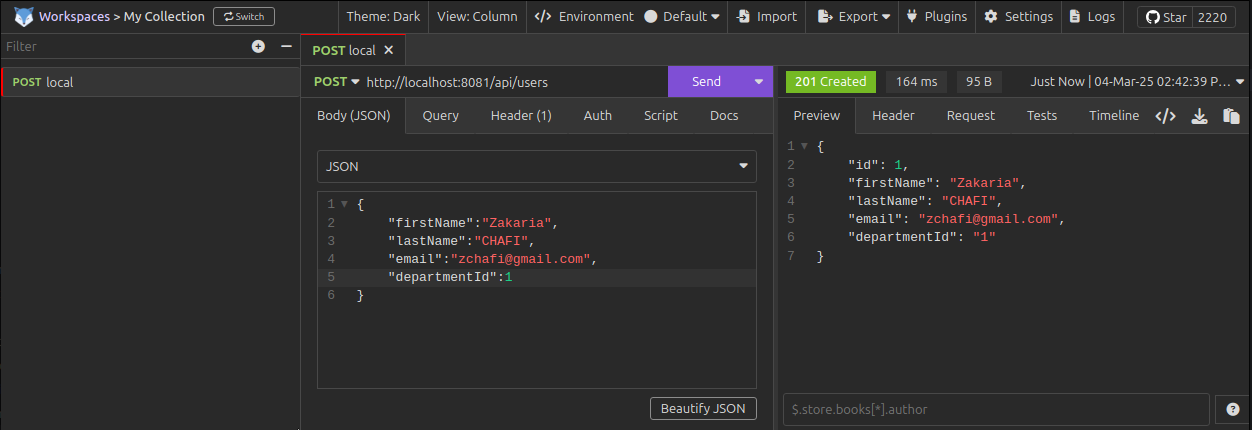 Workspaces > My Collection Switch Theme: Dark View: Column </> Environment Default Import Export Plugins Settings Logs Star 2220
Filter
POST local
POST local ×
POST http://localhost:8081/api/users Send
Body (JSON) Query Header (1) Auth Script Docs
JSON
1 {
2 "firstName":"Zakaria",
3 "lastName":"CHAFI",
4 "email":"zchafi@gmail.com",
5 "departmentId":1
6 }
Beautify JSON
201 Created 164 ms 95 B Just Now | 04-Mar-25 02:42:39 P...
Preview Header Request Tests Timeline </>
1 {
2 "id": 1,
3 "firstName": "Zakaria",
4 "lastName": "CHAFI",
5 "email": "zchafi@gmail.com",
6 "departmentId": "1"
7 }
$.store.books[*].author ?